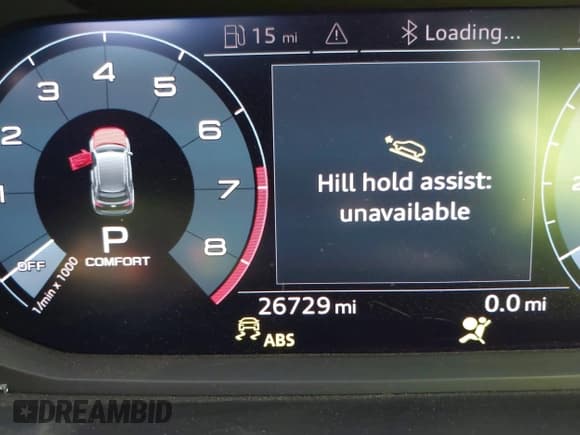 15 mi
Loading...
3 4 5
2 6
1 7
8
Hill hold assist:
unavailable
P
COMFORT
OFF
1/min x 1000
26729 mi
0.0 mi
ABS
2
DREAMBID